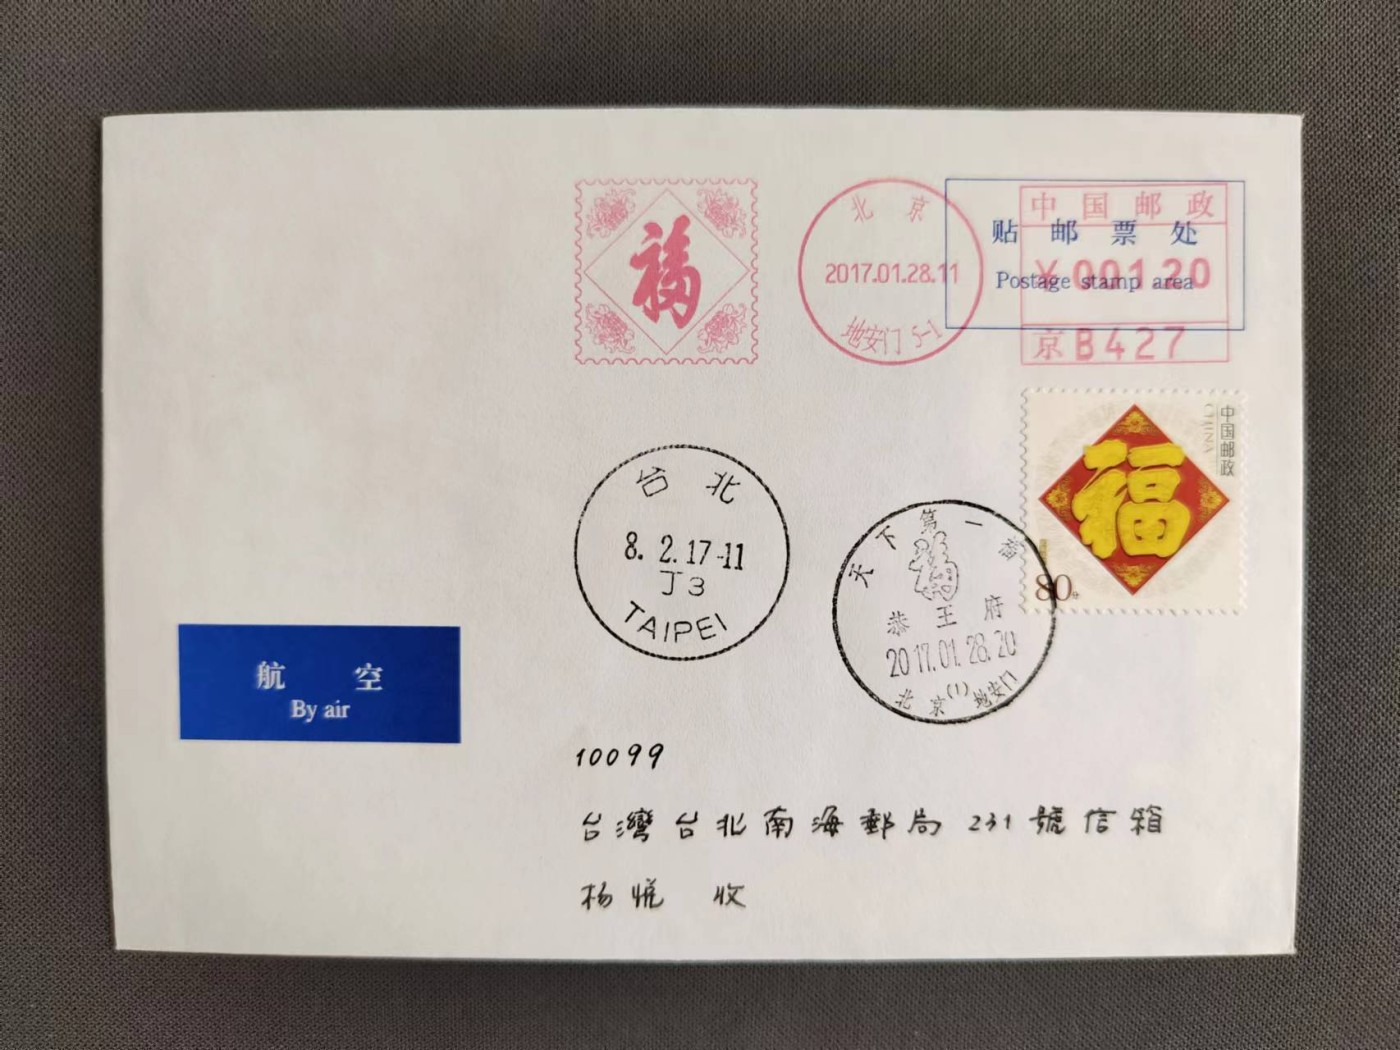 福
北京
2017.01.28.11
地安门 5-1
中国邮政
¥00120
京B427
贴邮票处
Postage stamp area
中国邮政
CHINA
福
80分
台北
8.2.17-11
J3
TAIPEI
天下第一福
福
恭王府
2017.01.28.20
北京(1)地安门
航空
By air
10099
台灣台北南海郵局 231 號信箱
杨悦 收